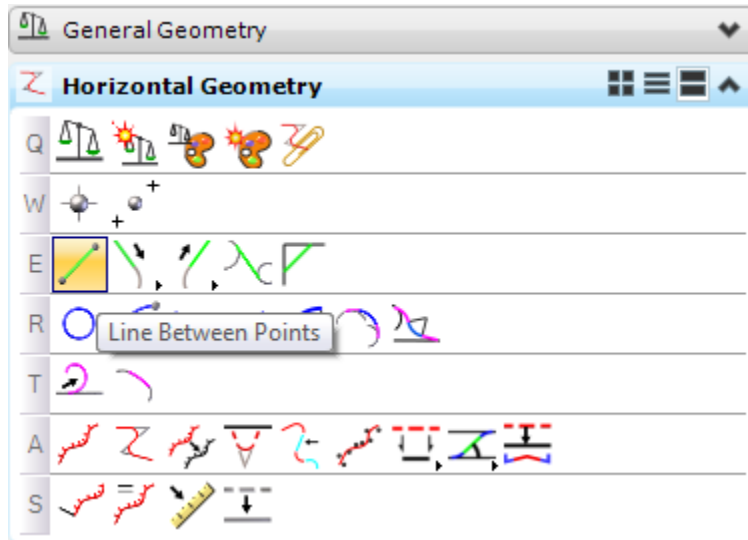 General Geometry
Horizontal Geometry
Q
W
E
R
Line Between Points
T
A
S